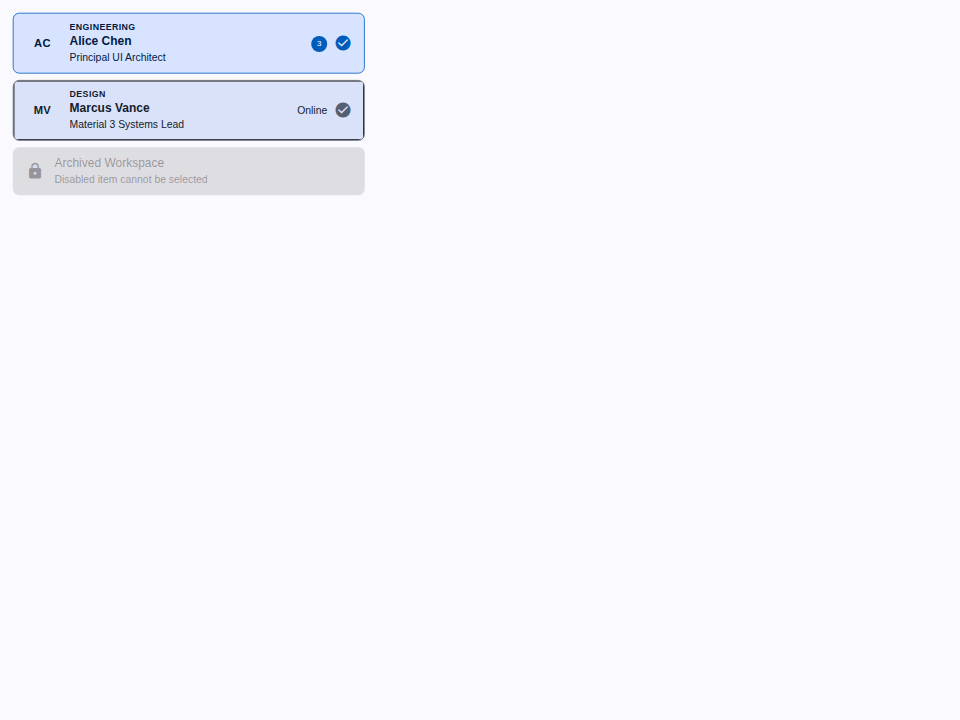 ENGINEERING
AC
Alice Chen
3
Principal UI Architect
DESIGN
MV
Marcus Vance
Online
Material 3 Systems Lead
Archived Workspace
Disabled item cannot be selected